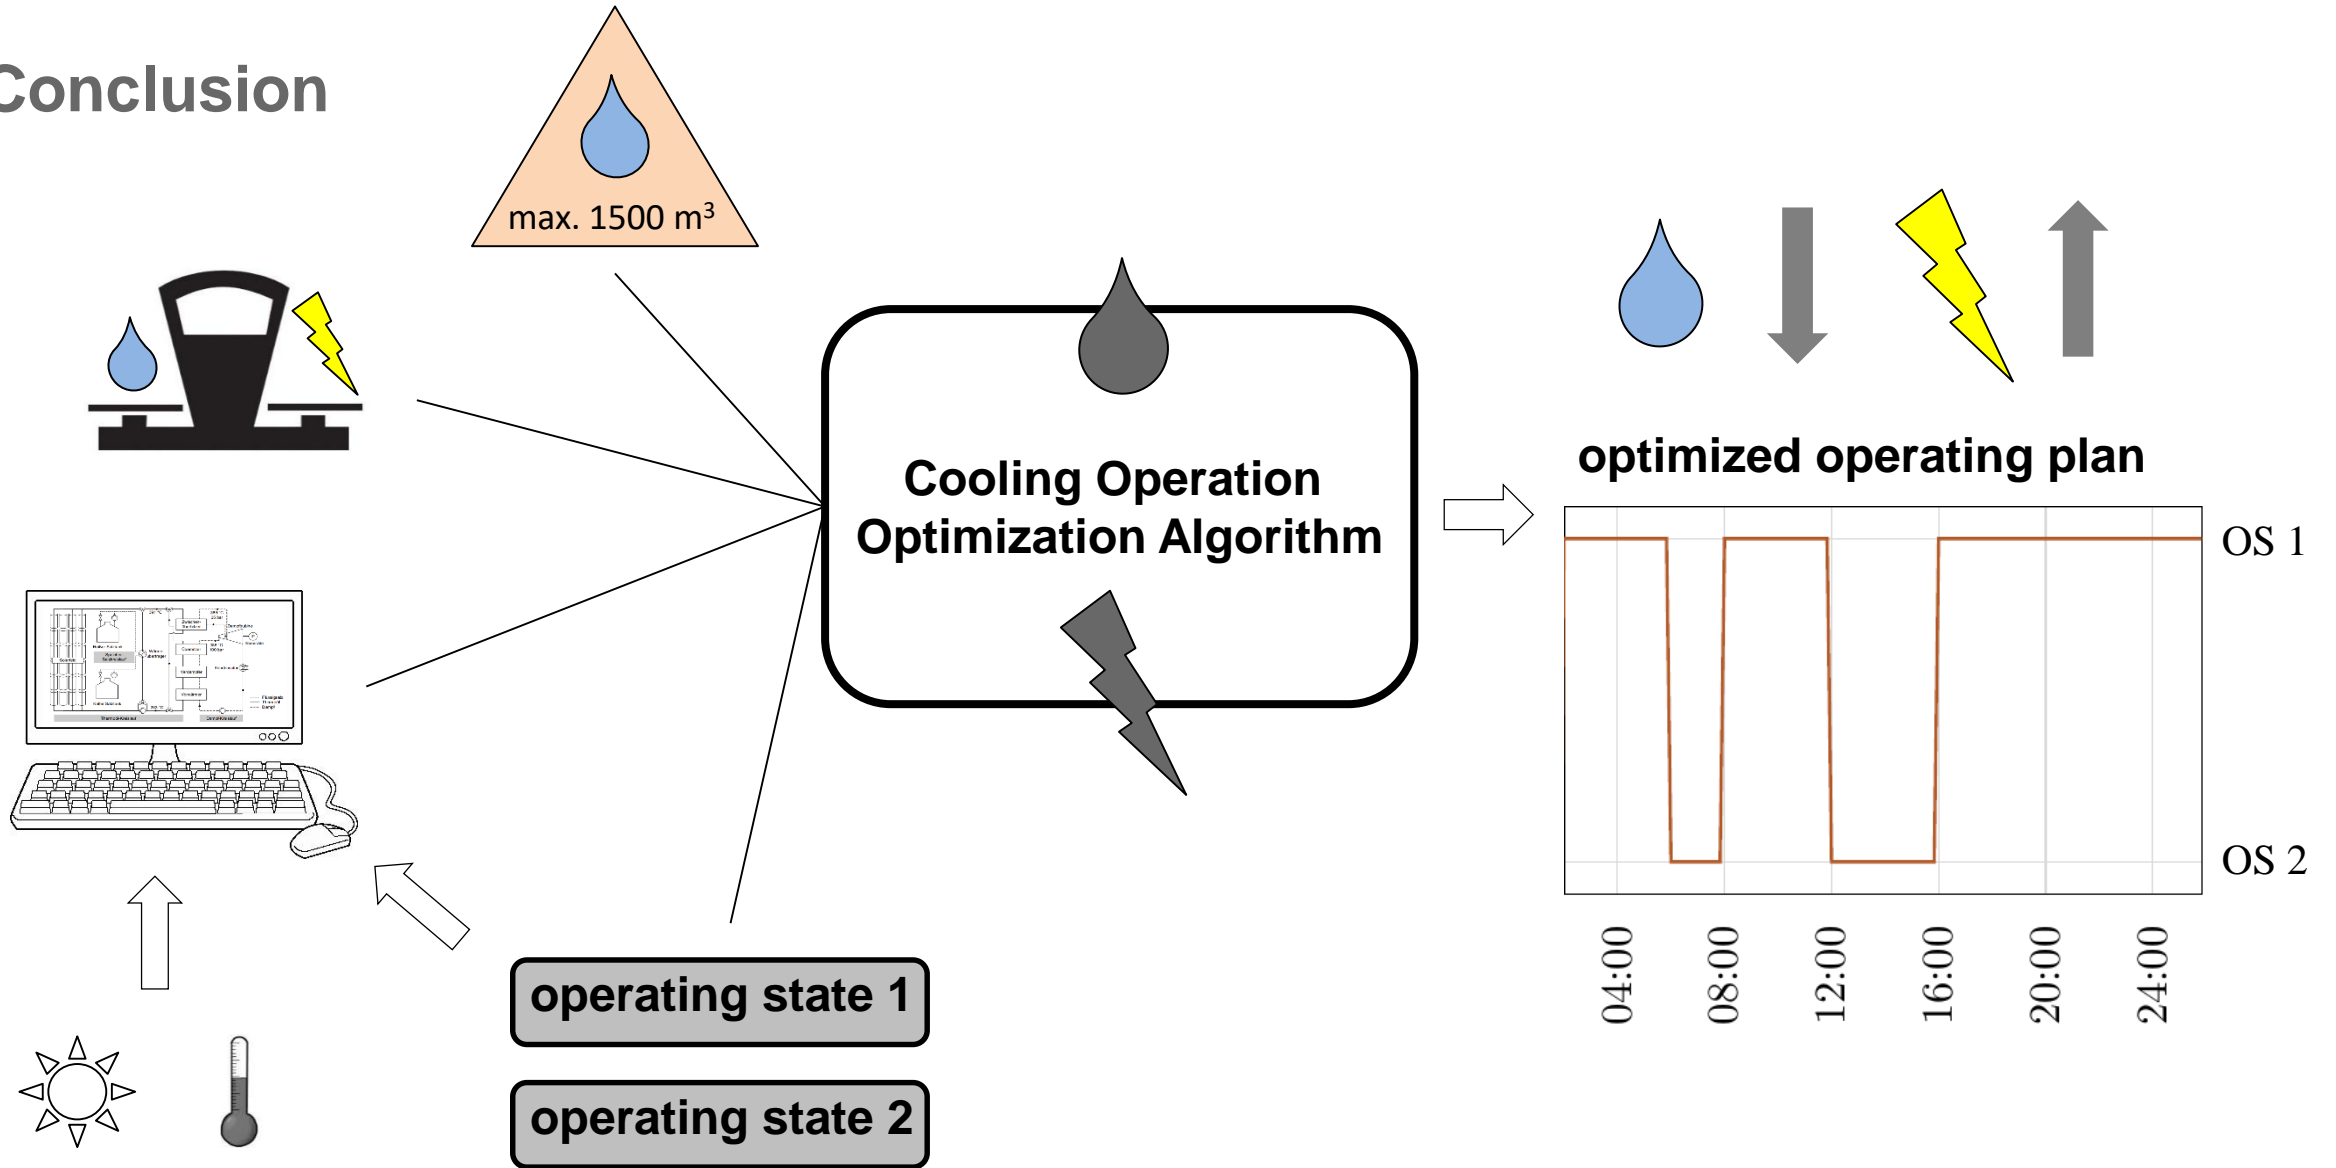 Conclusion
max. 1500 m³
Cooling Operation
Optimization Algorithm
optimized operating plan
OS 1
OS 2
04:00
08:00
12:00
16:00
20:00
24:00
operating state 1
operating state 2